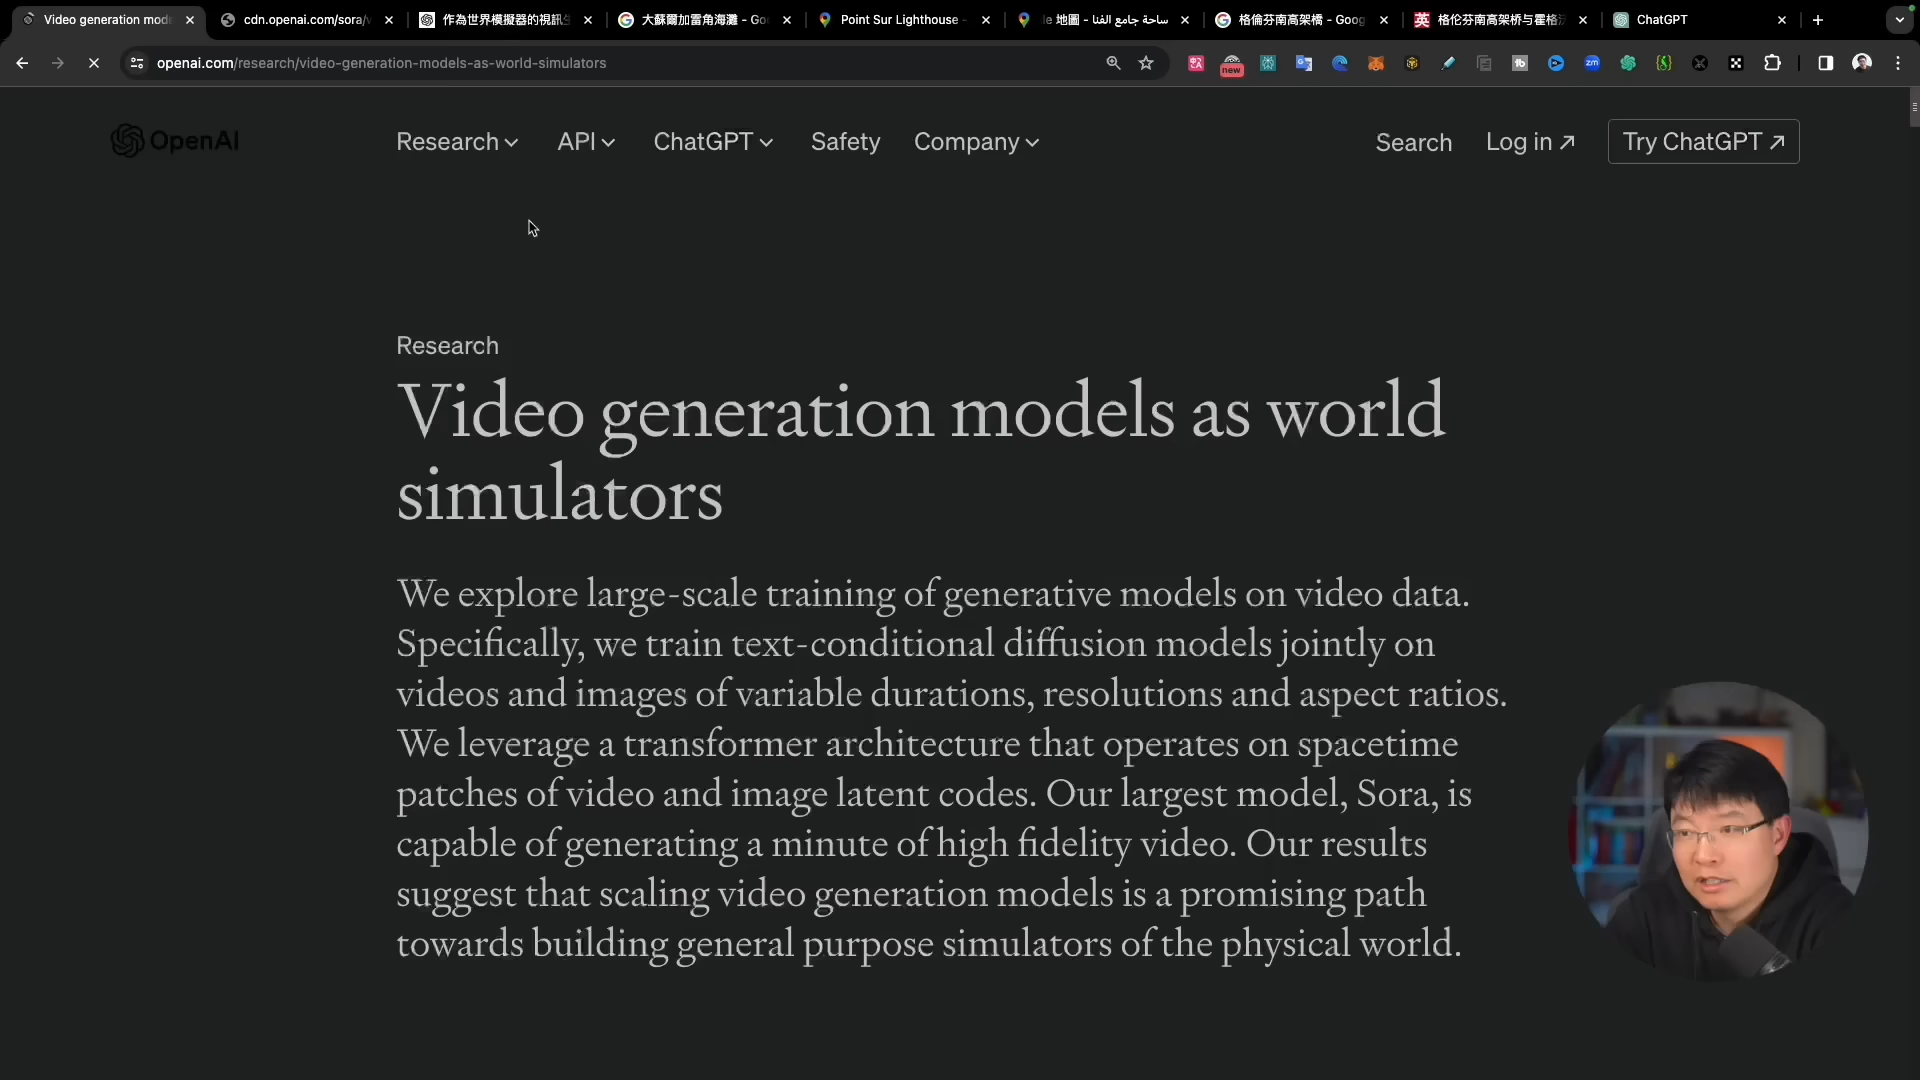 Video generation mod
cdn.openai.com/sora/v
作為世界模擬器的視訊
大蘇爾加雷角海灘 - Go
Point Sur Lighthouse -
地圖 - ساحة جامع الفنا
格倫芬南高架橋 - Goog
英
格伦芬南高架桥与霍格
ChatGPT
openai.com/research/video-generation-models-as-world-simulators
new
zm
OpenAI
Research
API
ChatGPT
Safety
Company
Search
Log in ↗
Try ChatGPT ↗
Research
Video generation models as world
simulators
We explore large-scale training of generative models on video data.
Specifically, we train text-conditional diffusion models jointly on
videos and images of variable durations, resolutions and aspect ratios.
We leverage a transformer architecture that operates on spacetime
patches of video and image latent codes. Our largest model, Sora, is
capable of generating a minute of high fidelity video. Our results
suggest that scaling video generation models is a promising path
towards building general purpose simulators of the physical world.